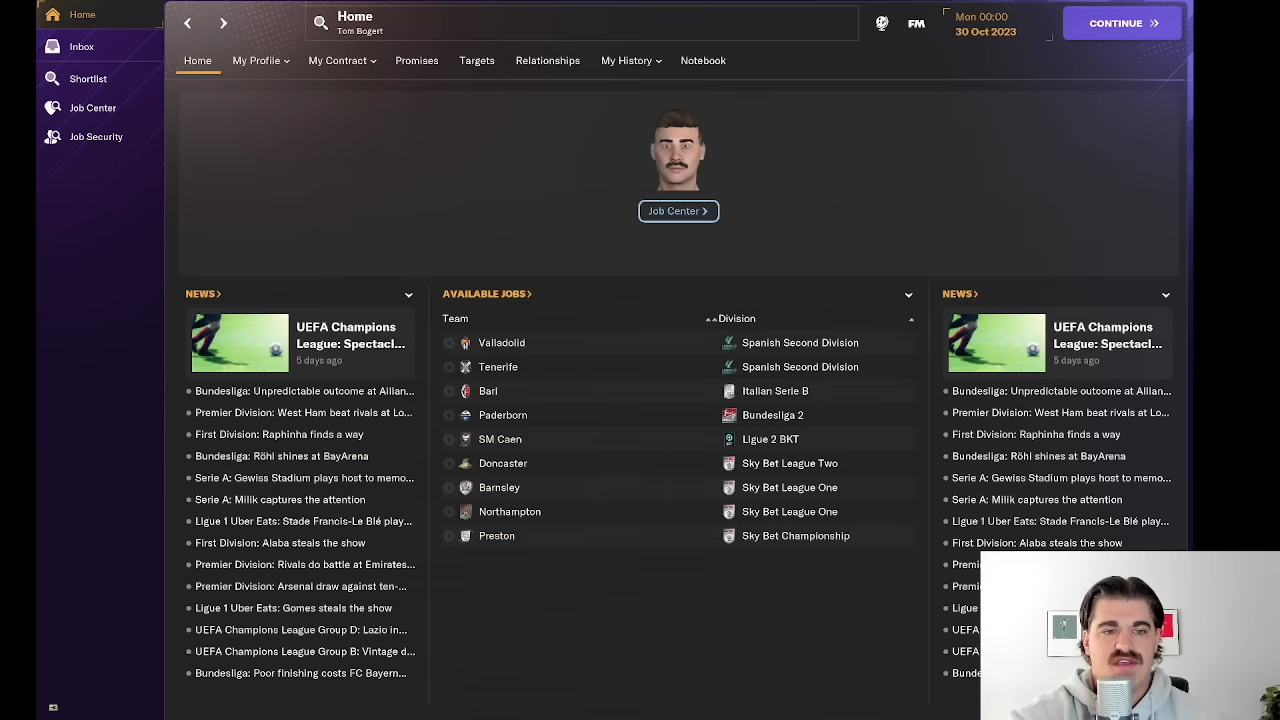 Home
Inbox
Shortlist
Job Center
Job Security
Home
Tom Bogert
FM
Mon 00:00
30 Oct 2023
CONTINUE
Home
My Profile
My Contract
Promises
Targets
Relationships
My History
Notebook
Job Center
NEWS
UEFA Champions
League: Spectacl...
5 days ago
Bundesliga: Unpredictable outcome at Allian...
Premier Division: West Ham beat rivals at Lo...
First Division: Raphinha finds a way
Bundesliga: Röhl shines at BayArena
Serie A: Gewiss Stadium plays host to memo...
Serie A: Milik captures the attention
Ligue 1 Uber Eats: Stade Francis-Le Blé play...
First Division: Alaba steals the show
Premier Division: Rivals do battle at Emirates...
Premier Division: Arsenal draw against ten-...
Ligue 1 Uber Eats: Gomes steals the show
UEFA Champions League Group D: Lazio in...
UEFA Champions League Group B: Vintage d...
Bundesliga: Poor finishing costs FC Bayern...
AVAILABLE JOBS
Team Division
Valladolid Spanish Second Division
Tenerife Spanish Second Division
Bari Italian Serie B
Paderborn Bundesliga 2
SM Caen Ligue 2 BKT
Doncaster Sky Bet League Two
Barnsley Sky Bet League One
Northampton Sky Bet League One
Preston Sky Bet Championship
NEWS
UEFA Champions
League: Spectacl...
5 days ago
Bundesliga: Unpredictable outcome at Allian...
Premier Division: West Ham beat rivals at Lo...
First Division: Raphinha finds a way
Bundesliga: Röhl shines at BayArena
Serie A: Gewiss Stadium plays host to memo...
Serie A: Milik captures the attention
Ligue 1 Uber Eats: Stade Francis-Le Blé play...
First Division: Alaba steals the show
Premi
Premi
Ligue
UEFA
UEFA
Bunde